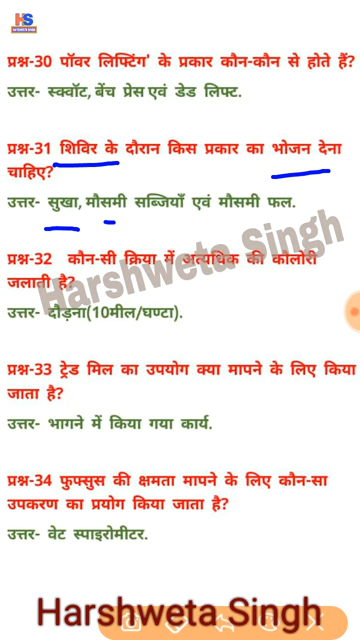 HS
HARSHWETA SINGH
प्रश्न-30 पॉवर लिफ्टिंग' के प्रकार कौन-कौन से होते हैं?
उत्तर- स्क्वॉट, बेंच प्रेस एवं डेड लिफ्ट.
प्रश्न-31 शिविर के दौरान किस प्रकार का भोजन देना
चाहिए?
उत्तर- सुखा, मौसमी सब्जियाँ एवं मौसमी फल.
Harshweta Singh
प्रश्न-32 कौन-सी क्रिया में अत्यधिक की कोलोरी
जलाती है?
उत्तर- दौड़ना(10मील/घण्टा).
प्रश्न-33 ट्रेड मिल का उपयोग क्या मापने के लिए किया
जाता है?
उत्तर- भागने में किया गया कार्य.
प्रश्न-34 फुफ्सुस की क्षमता मापने के लिए कौन-सा
उपकरण का प्रयोग किया जाता है?
उत्तर- वेट स्पाइरोमीटर.
Harshweta Singh